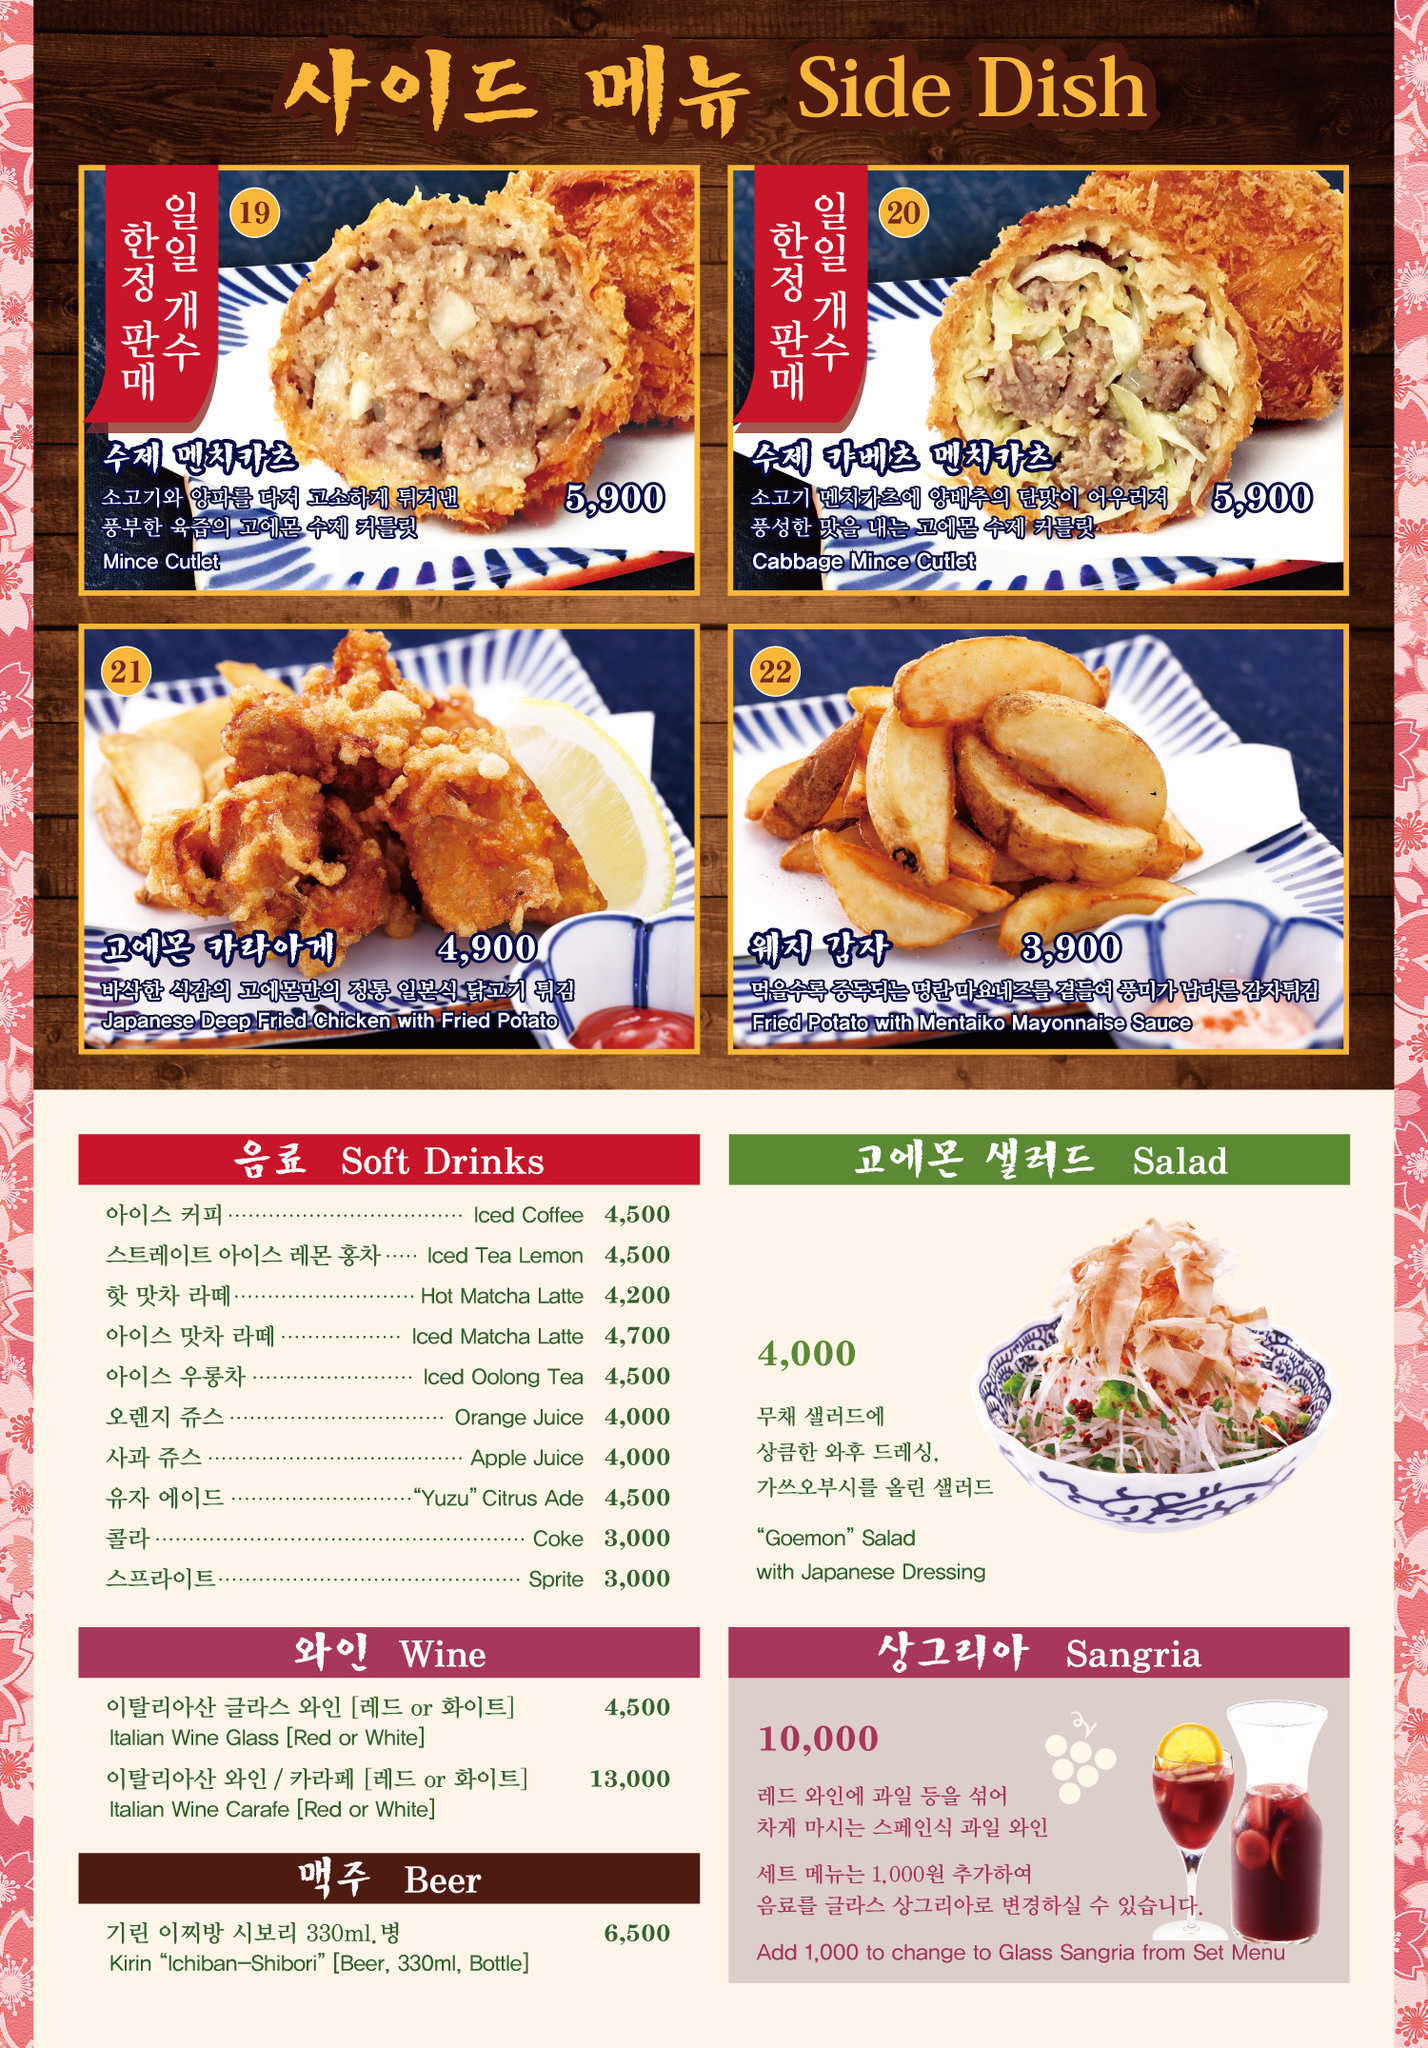 사이드 메뉴 Side Dish
일일 개수
한정 판매
19
수제 멘치카츠
소고기와 양파를 다져 고소하게 튀겨낸
풍부한 육즙의 고에몬 수제 커틀릿
5,900
Mince Cutlet
일일 개수
한정 판매
20
수제 캬베츠 멘치카츠
소고기 멘치카츠에 양배추의 단맛이 어우러져
풍성한 맛을 내는 고에몬 수제 커틀릿
5,900
Cabbage Mince Cutlet
21
고에몬 카라아게 4,900
바삭한 식감의 고에몬만의 정통 일본식 닭고기 튀김
Japanese Deep Fried Chicken with Fried Potato
22
웨지 감자 3,900
먹을수록 중독되는 명란 마요네즈를 곁들여 풍미가 남다른 감자튀김
Fried Potato with Mentaiko Mayonnaise Sauce
음료 Soft Drinks
아이스 커피 Iced Coffee 4,500
스트레이트 아이스 레몬 홍차 Iced Tea Lemon 4,500
핫 맛차 라떼 Hot Matcha Latte 4,200
아이스 맛차 라떼 Iced Matcha Latte 4,700
아이스 우롱차 Iced Oolong Tea 4,500
오렌지 쥬스 Orange Juice 4,000
사과 쥬스 Apple Juice 4,000
유자 에이드 “Yuzu” Citrus Ade 4,500
콜라 Coke 3,000
스프라이트 Sprite 3,000
와인 Wine
이탈리아산 글라스 와인 [레드 or 화이트] 4,500
Italian Wine Glass [Red or White]
이탈리아산 와인 / 카라페 [레드 or 화이트] 13,000
Italian Wine Carafe [Red or White]
맥주 Beer
기린 이찌방 시보리 330ml.병 6,500
Kirin “Ichiban–Shibori” [Beer, 330ml, Bottle]
고에몬 샐러드 Salad
4,000
무채 샐러드에
상큼한 와후 드레싱,
가쓰오부시를 올린 샐러드
“Goemon” Salad
with Japanese Dressing
상그리아 Sangria
10,000
레드 와인에 과일 등을 섞어
차게 마시는 스페인식 과일 와인
세트 메뉴는 1,000원 추가하여
음료를 글라스 상그리아로 변경하실 수 있습니다.
Add 1,000 to change to Glass Sangria from Set Menu